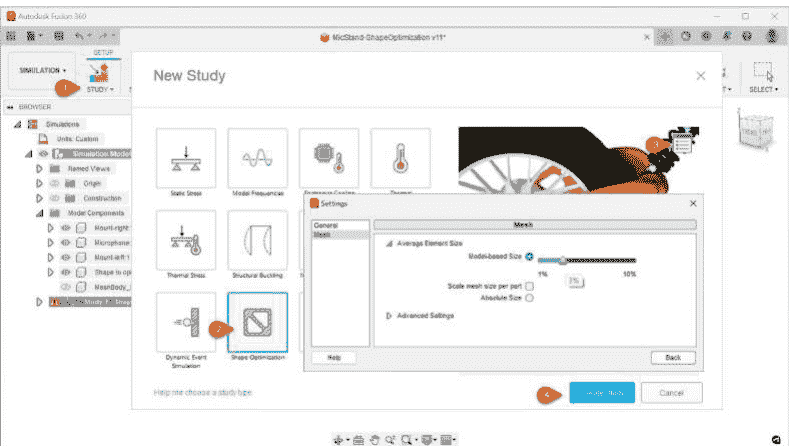 Autodesk Fusion 360
MicStand-ShapeOptimization v11*
SETUP
SIMULATION
STUDY
SELECT
1
BROWSER
Simulations
Units: Custom
Simulation Model
Named Views
Origin
Construction
Model Components
Mount-right
Microphone
Mount-left:1
Shape to op
MeshBody_
New Study
Static Stress
Model Frequencies
Thermal
Thermal Stress
Structural Buckling
Dynamic Event
Simulation
Shape Optimization
2
3
Settings
General
Mesh
Mesh
Average Element Size
Model-based Size
1%
10%
3%
Scale mesh size per part
Absolute Size
Advanced Settings
Help
Back
Help me choose a study type
4
Cancel